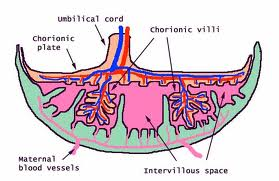 Umbilical cord
Chorionic
plate
Chorionic villi
Maternal
blood vessels
Intervillous space